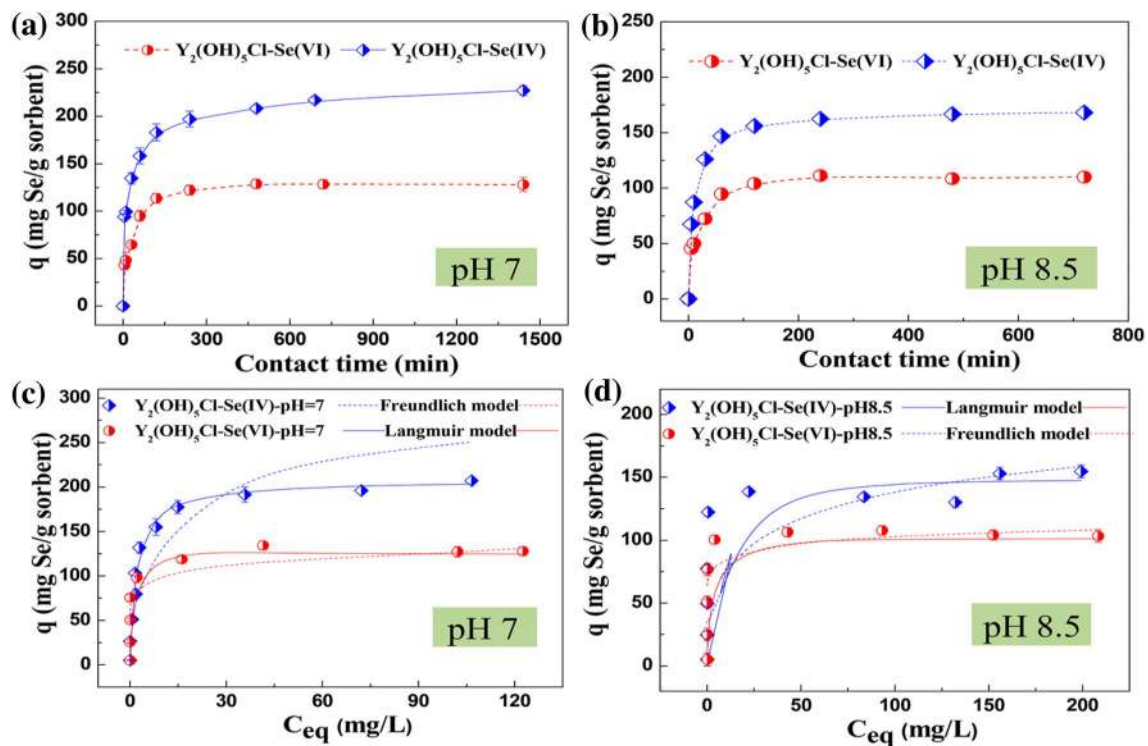 (a)
300
250
200
150
100
50
0
q (mg Se/g sorbent)
Y₂(OH)₅Cl-Se(VI) Y₂(OH)₅Cl-Se(IV)
pH 7
0 300 600 900 1200 1500
Contact time (min)
(b)
250
200
150
100
50
0
q (mg Se/g sorbent)
Y₂(OH)₅Cl-Se(VI) Y₂(OH)₅Cl-Se(IV)
pH 8.5
0 200 400 600 800
Contact time (min)
(c)
300
250
200
150
100
50
0
q (mg Se/g sorbent)
Y₂(OH)₅Cl-Se(IV)-pH=7 Freundlich model
Y₂(OH)₅Cl-Se(VI)-pH=7 Langmuir model
pH 7
0 30 60 90 120
Ceq (mg/L)
(d)
200
150
100
50
0
q (mg Se/g sorbent)
Y₂(OH)₅Cl-Se(IV)-pH8.5 Langmuir model
Y₂(OH)₅Cl-Se(VI)-pH8.5 Freundlich model
pH 8.5
0 50 100 150 200
Ceq (mg/L)